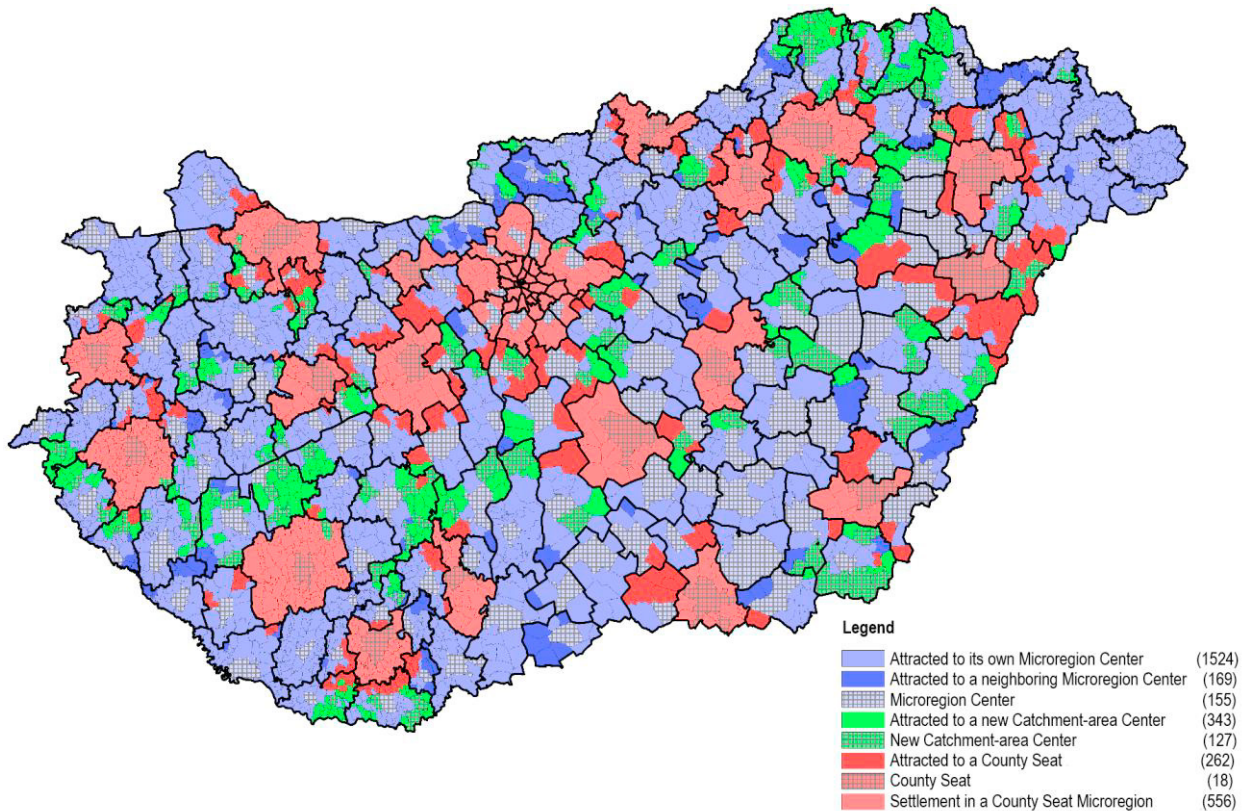 Legend
Attracted to its own Microregion Center (1524)
Attracted to a neighboring Microregion Center (169)
Microregion Center (155)
Attracted to a new Catchment-area Center (343)
New Catchment-area Center (127)
Attracted to a County Seat (262)
County Seat (18)
Settlement in a County Seat Microregion (556)